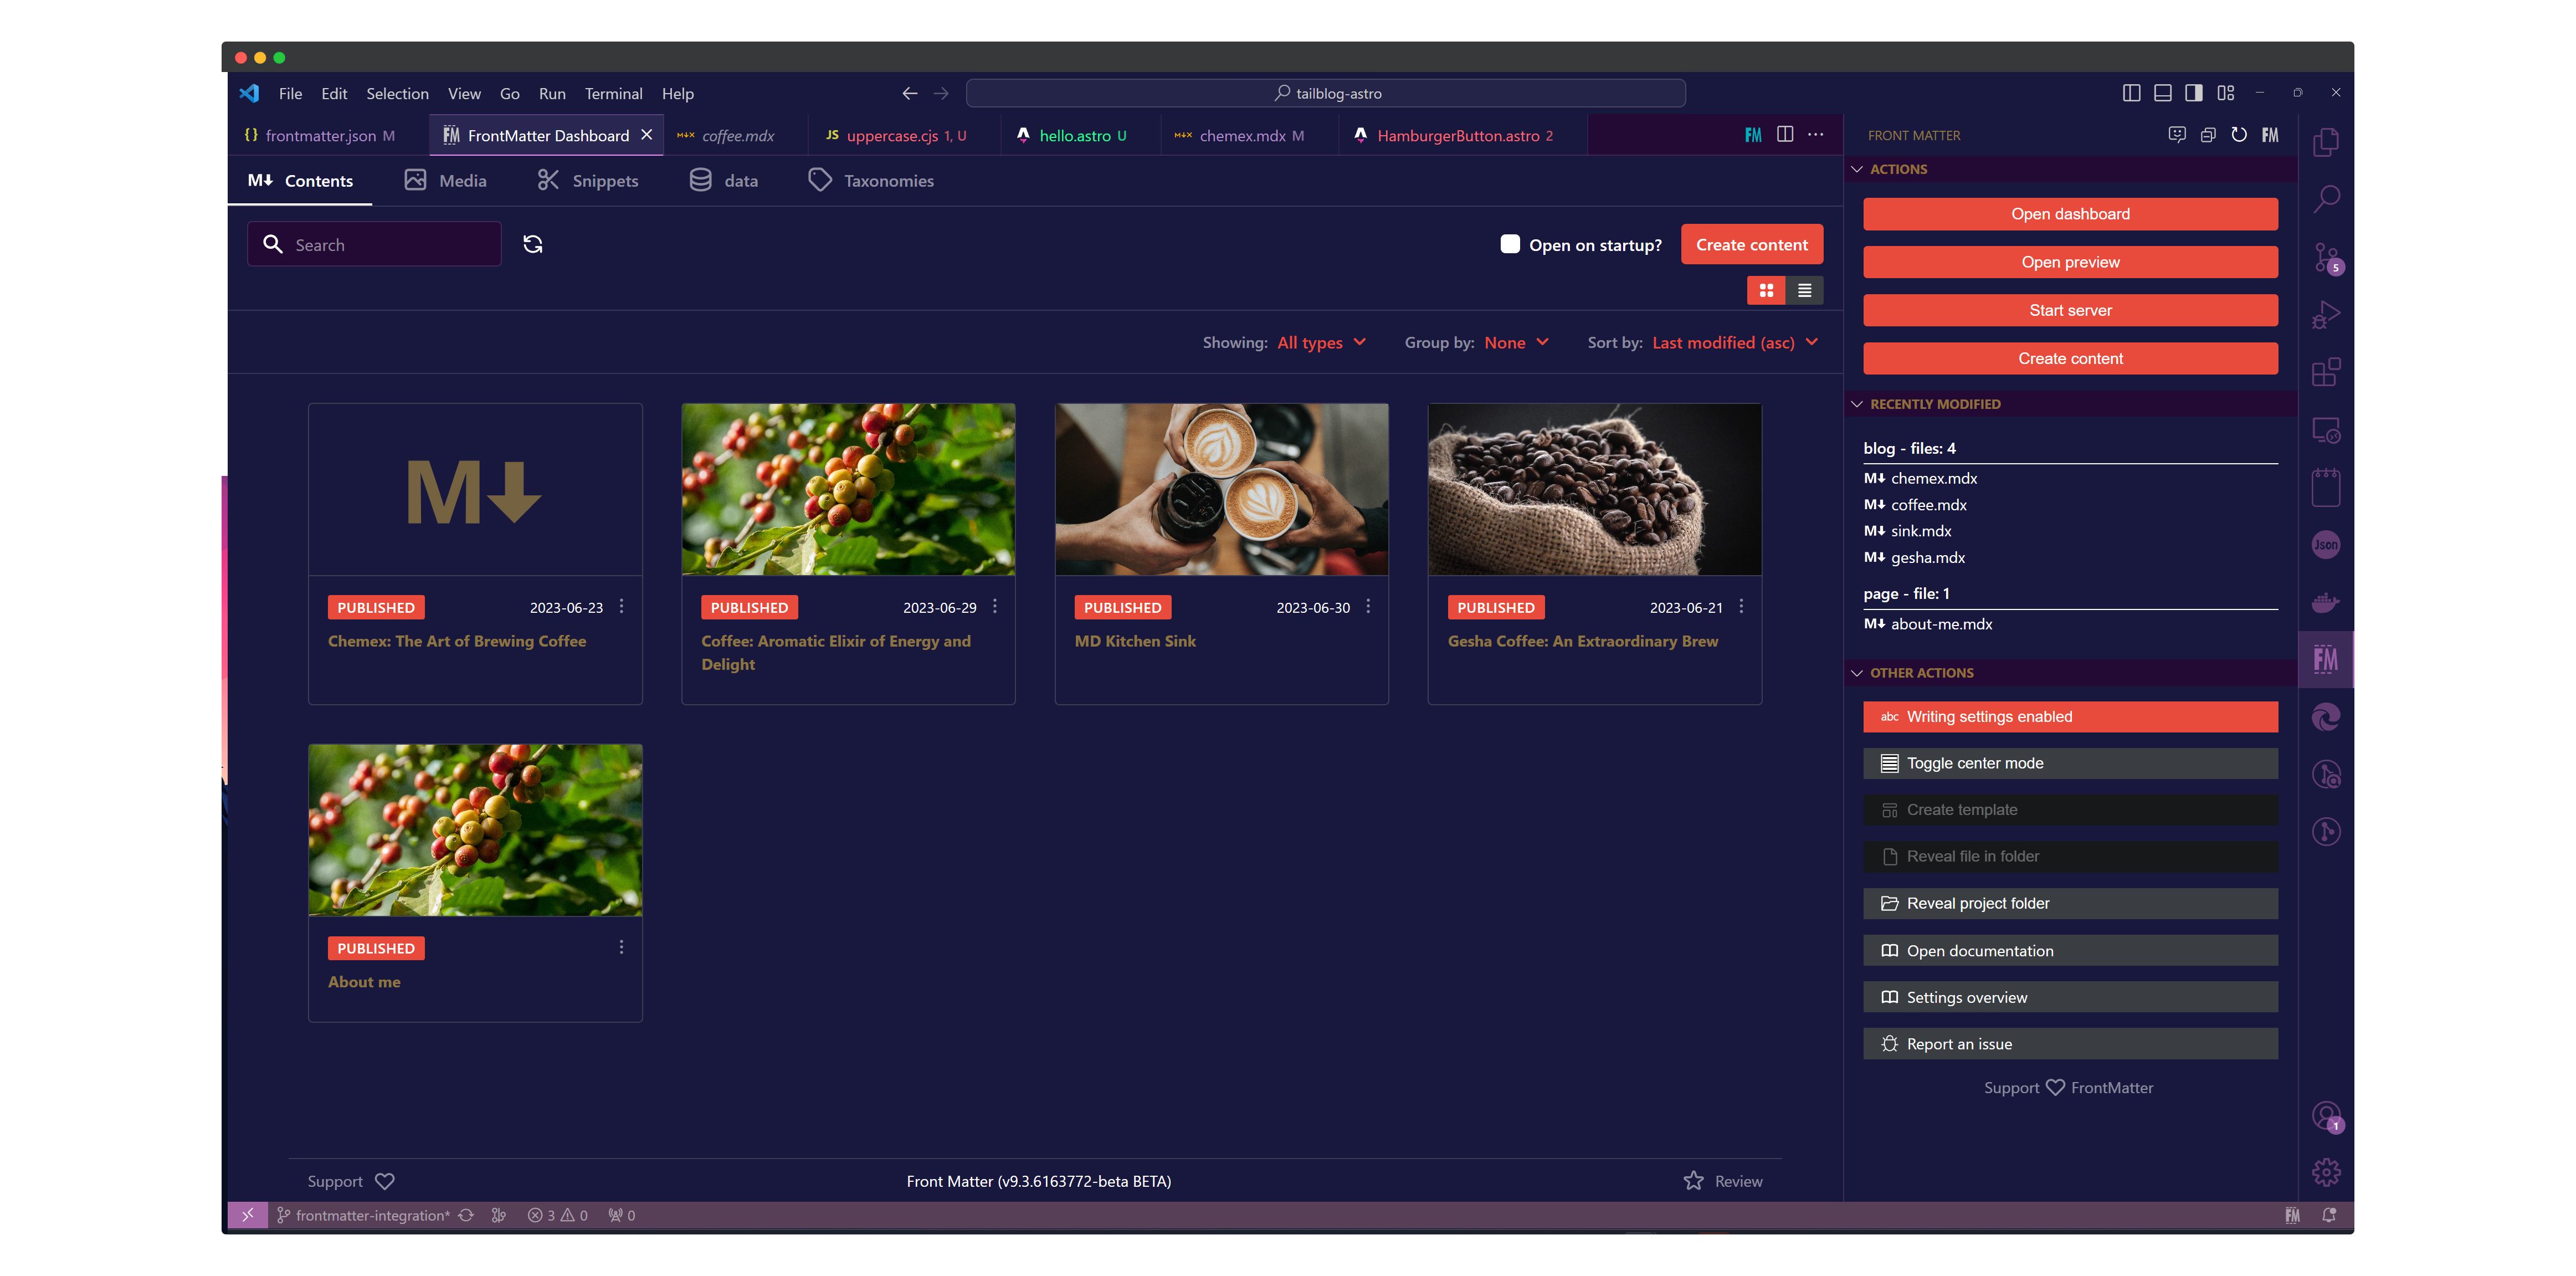 File Edit Selection View Go Run Terminal Help
tailblog-astro
frontmatter.json M
FM FrontMatter Dashboard
coffee.mdx
JS uppercase.cjs 1, U
hello.astro U
chemex.mdx M
HamburgerButton.astro 2
FM
M Contents
Media
Snippets
data
Taxonomies
Search
Open on startup?
Create content
Showing: All types
Group by: None
Sort by: Last modified (asc)
M
PUBLISHED 2023-06-23
Chemex: The Art of Brewing Coffee
PUBLISHED 2023-06-29
Coffee: Aromatic Elixir of Energy and
Delight
PUBLISHED 2023-06-30
MD Kitchen Sink
PUBLISHED 2023-06-21
Gesha Coffee: An Extraordinary Brew
PUBLISHED
About me
Support
Front Matter (v9.3.6163772-beta BETA)
Review
FRONT MATTER
FM
ACTIONS
Open dashboard
Open preview
Start server
Create content
RECENTLY MODIFIED
blog - files: 4
M chemex.mdx
M coffee.mdx
M sink.mdx
M gesha.mdx
page - file: 1
M about-me.mdx
OTHER ACTIONS
abc Writing settings enabled
Toggle center mode
Create template
Reveal file in folder
Reveal project folder
Open documentation
Settings overview
Report an issue
Support FrontMatter
5
Json
FM
1
frontmatter-integration*
3 0
0
FM